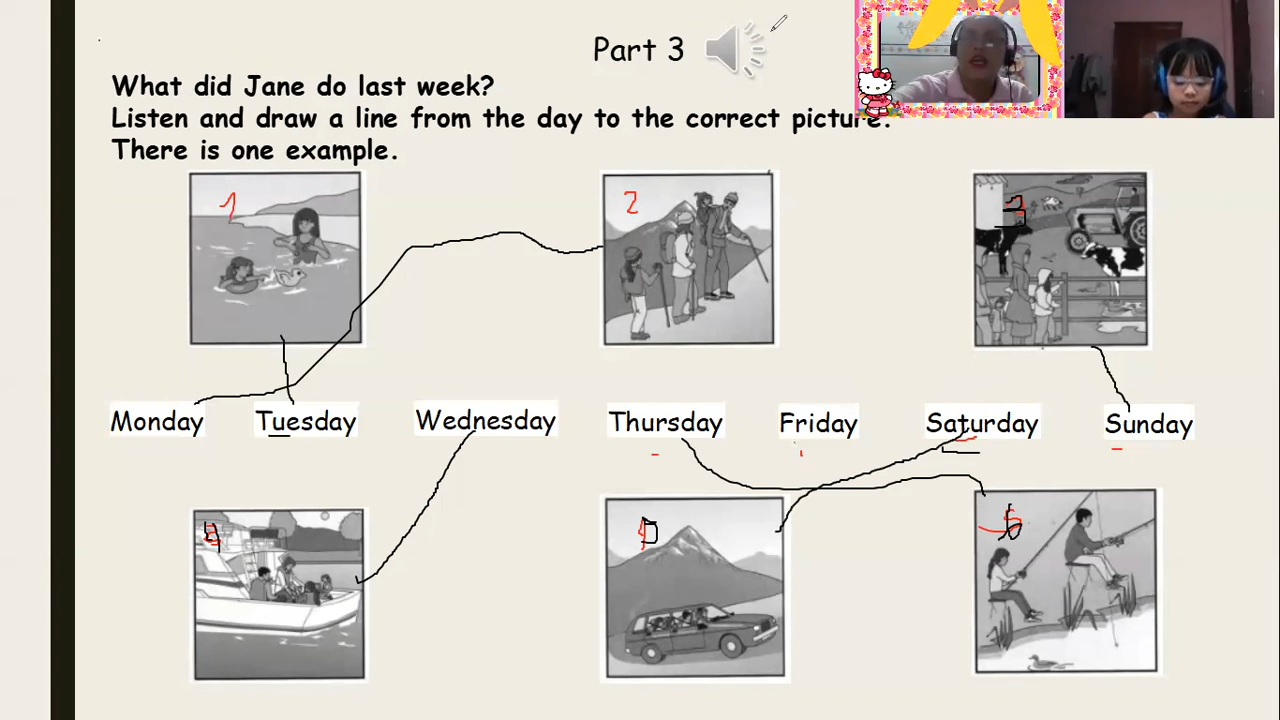 Part 3
What did Jane do last week?
Listen and draw a line from the day to the correct picture.
There is one example.
1
2
Monday Tuesday Wednesday Thursday Friday Saturday Sunday